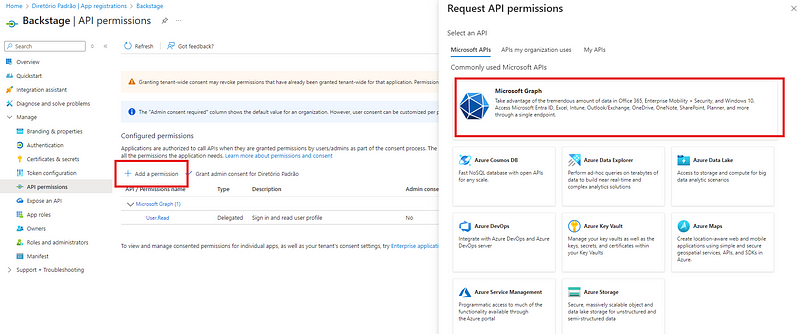 Home > Diretório Padrão | App registrations > Backstage >
Backstage | API permissions
Search
Refresh
Got feedback?
Overview
Quickstart
Integration assistant
Diagnose and solve problems
Manage
Branding & properties
Authentication
Certificates & secrets
Token configuration
API permissions
Expose an API
App roles
Owners
Roles and administrators
Manifest
Support + Troubleshooting
Granting tenant-wide consent may revoke permissions that have already been granted tenant-wide for that application. Permission
The "Admin consent required" column shows the default value for an organization. However, user consent can be customized per p
Configured permissions
Applications are authorized to call APIs when they are granted permissions by users/admins as part of the consent process. The
all the permissions the application needs. Learn more about permissions and consent
Add a permission
Grant admin consent for Diretório Padrão
API / Permissions name
Type
Description
Admin conse
Microsoft Graph (1)
User.Read
Delegated
Sign in and read user profile
No
To view and manage consented permissions for individual apps, as well as your tenant's consent settings, try Enterprise application
Request API permissions
Select an API
Microsoft APIs
APIs my organization uses
My APIs
Commonly used Microsoft APIs
Microsoft Graph
Take advantage of the tremendous amount of data in Office 365, Enterprise Mobility + Security, and Windows 10.
Access Microsoft Entra ID, Excel, Intune, Outlook/Exchange, OneDrive, OneNote, SharePoint, Planner, and more
through a single endpoint.
Azure Cosmos DB
Fast NoSQL database with open APIs
for any scale.
Azure Data Explorer
Perform ad-hoc queries on terabytes of
data to build near real-time and
complex analytics solutions
Azure Data Lake
Access to storage and compute for big
data analytic scenarios
Azure DevOps
Integrate with Azure DevOps and Azure
DevOps server
Azure Key Vault
Manage your key vaults as well as the
keys, secrets, and certificates within
your Key Vaults
Azure Maps
Create location-aware web and mobile
applications using simple and secure
geospatial services, APIs, and SDKs in
Azure.
Azure Service Management
Programmatic access to much of the
functionality available through
the Azure portal
Azure Storage
Secure, massively scalable object and
data lake storage for unstructured and
semi-structured data